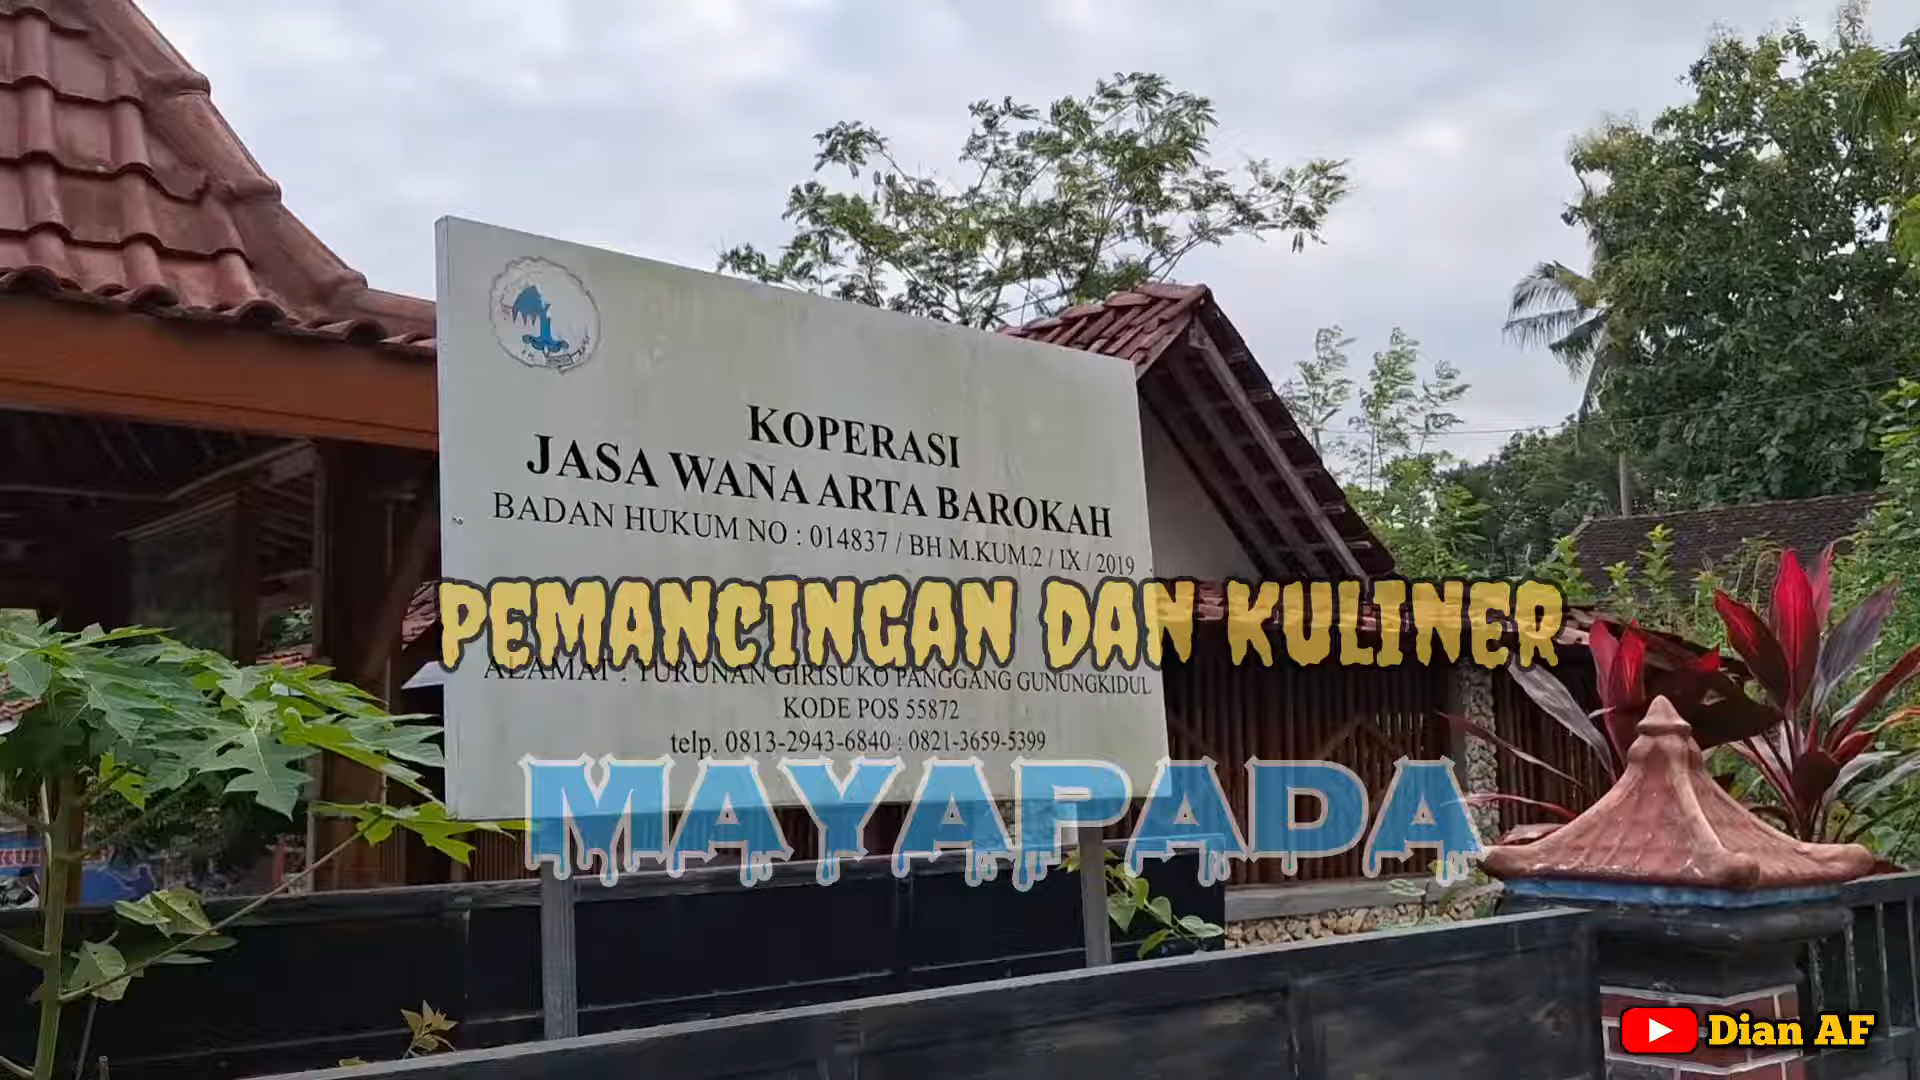 KOPERASI
JASA WANA ARTA BAROKAH
BADAN HUKUM NO : 014837 / BH M.KUM.2 / IX / 2019
PEMANCINGAN DAN KULINER
ALAMAT : TURUNAN GIRISUKO PANGGANG GUNUNGKIDUL
KODE POS 55872
telp. 0813-2943-6840 : 0821-3659-5399
MAYAPADA
Dian AF